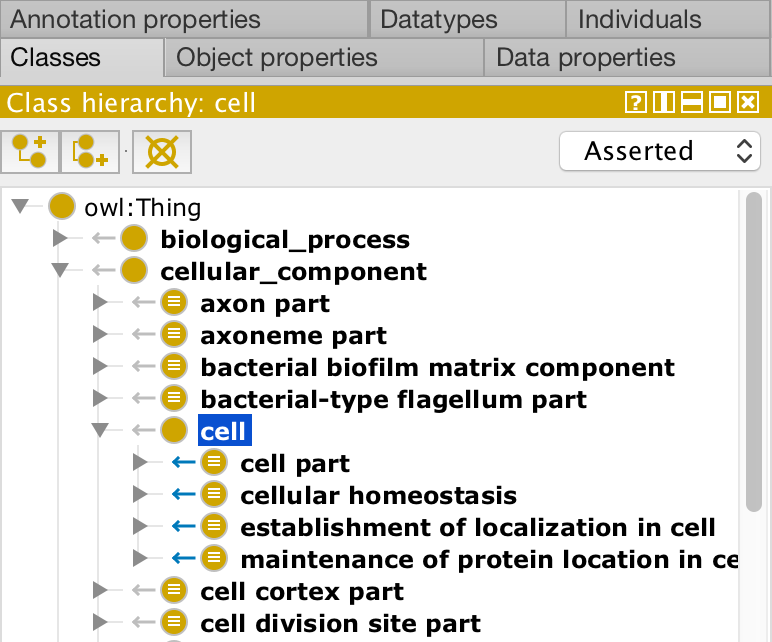 Annotation properties Datatypes Individuals
Classes Object properties Data properties
Class hierarchy: cell
Asserted
owl:Thing
biological_process
cellular_component
axon part
axoneme part
bacterial biofilm matrix component
bacterial-type flagellum part
cell
cell part
cellular homeostasis
establishment of localization in cell
maintenance of protein location in ce
cell cortex part
cell division site part